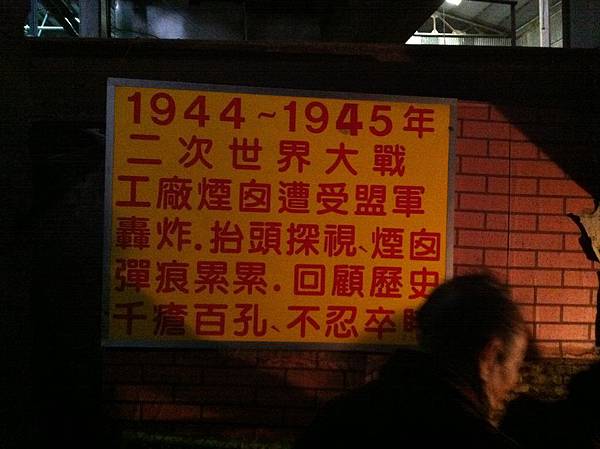 1944~1945年
二次世界大戰
工廠煙囪遭受盟軍
轟炸.抬頭探視、煙囪
彈痕累累.回顧歷史
千瘡百孔、不忍卒